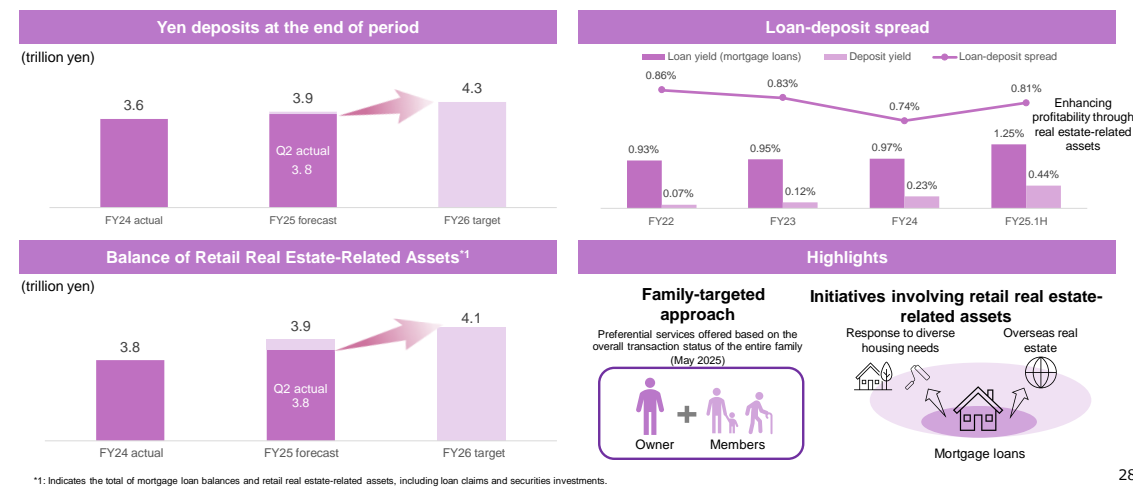 Yen deposits at the end of period
(trillion yen)
3.6
3.9
4.3
Q2 actual
3.8
FY24 actual
FY25 forecast
FY26 target
Loan-deposit spread
Loan yield (mortgage loans)
Deposit yield
Loan-deposit spread
0.86%
0.83%
0.74%
0.81%
Enhancing
profitability through
real estate-related
assets
0.93%
0.07%
0.95%
0.12%
0.97%
0.23%
1.25%
0.44%
FY22
FY23
FY24
FY25.1H
Balance of Retail Real Estate-Related Assets*1
(trillion yen)
3.8
3.9
4.1
Q2 actual
3.8
FY24 actual
FY25 forecast
FY26 target
Highlights
Family-targeted
approach
Preferential services offered based on the
overall transaction status of the entire family
(May 2025)
Owner
Members
Initiatives involving retail real estate-
related assets
Response to diverse
housing needs
Overseas real
estate
Mortgage loans
*1: Indicates the total of mortgage loan balances and retail real estate-related assets, including loan claims and securities investments.
28